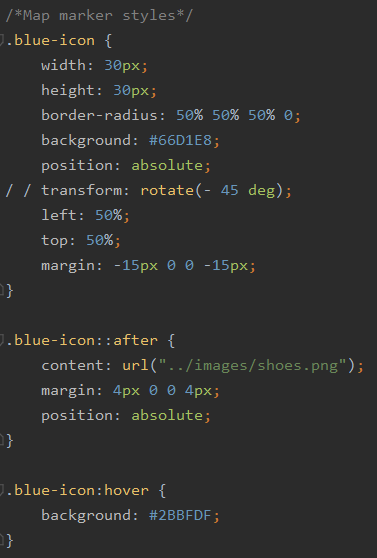 /*Map marker styles*/
.blue-icon {
width: 30px;
height: 30px;
border-radius: 50% 50% 50% 0;
background: #66D1E8;
position: absolute;
/ / transform: rotate(- 45 deg);
left: 50%;
top: 50%;
margin: -15px 0 0 -15px;
}
.blue-icon::after {
content: url("../images/shoes.png");
margin: 4px 0 0 4px;
position: absolute;
}
.blue-icon:hover {
background: #2BBFDF;
}